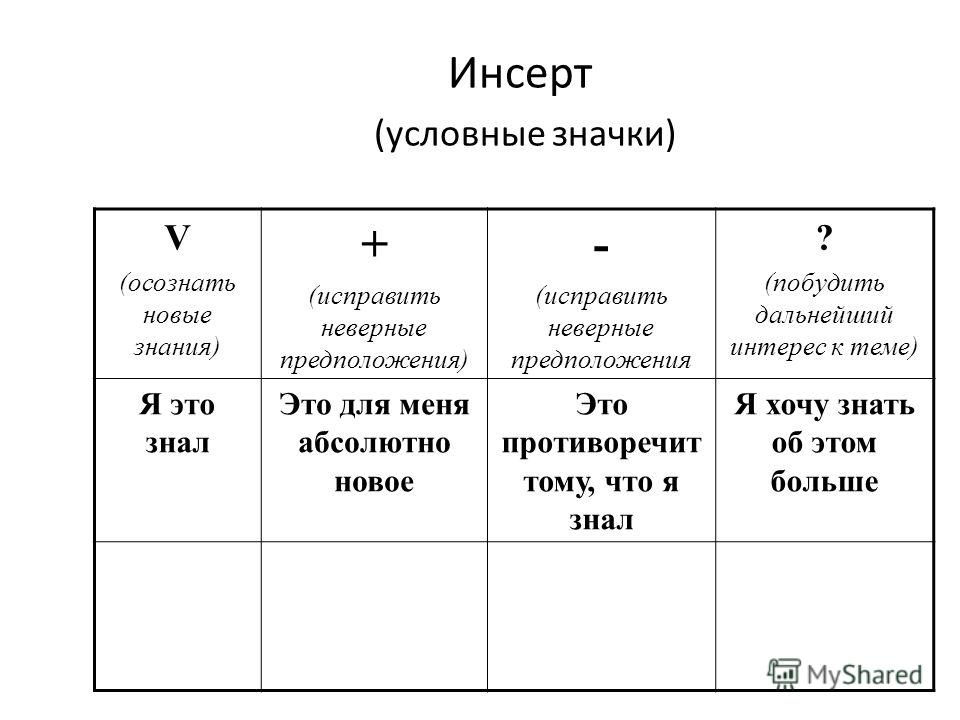 Инсерт
(условные значки)
V
(осознать
новые
знания)
+
(исправить
неверные
предположения)
-
(исправить
неверные
предположения
?
(побудить
дальнейший
интерес к теме)
Я это
знал
Это для меня
абсолютно
новое
Это
противоречит
тому, что я
знал
Я хочу знать
об этом
больше
MyShared